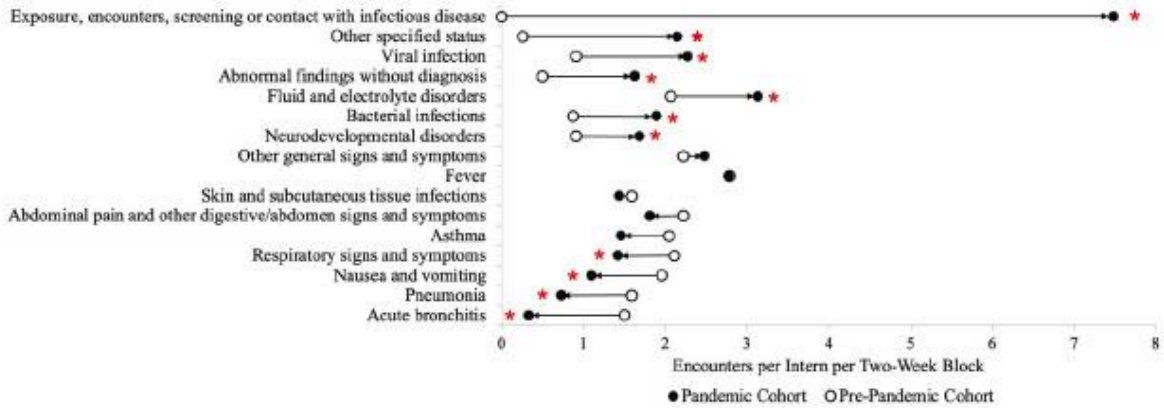 Exposure, encounters, screening or contact with infectious disease
Other specified status
Viral infection
Abnormal findings without diagnosis
Fluid and electrolyte disorders
Bacterial infections
Neurodevelopmental disorders
Other general signs and symptoms
Fever
Skin and subcutaneous tissue infections
Abdominal pain and other digestive/abdomen signs and symptoms
Asthma
Respiratory signs and symptoms
Nausea and vomiting
Pneumonia
Acute bronchitis
0 1 2 3 4 5 6 7 8
Encounters per Intern per Two-Week Block
Pandemic Cohort Pre-Pandemic Cohort